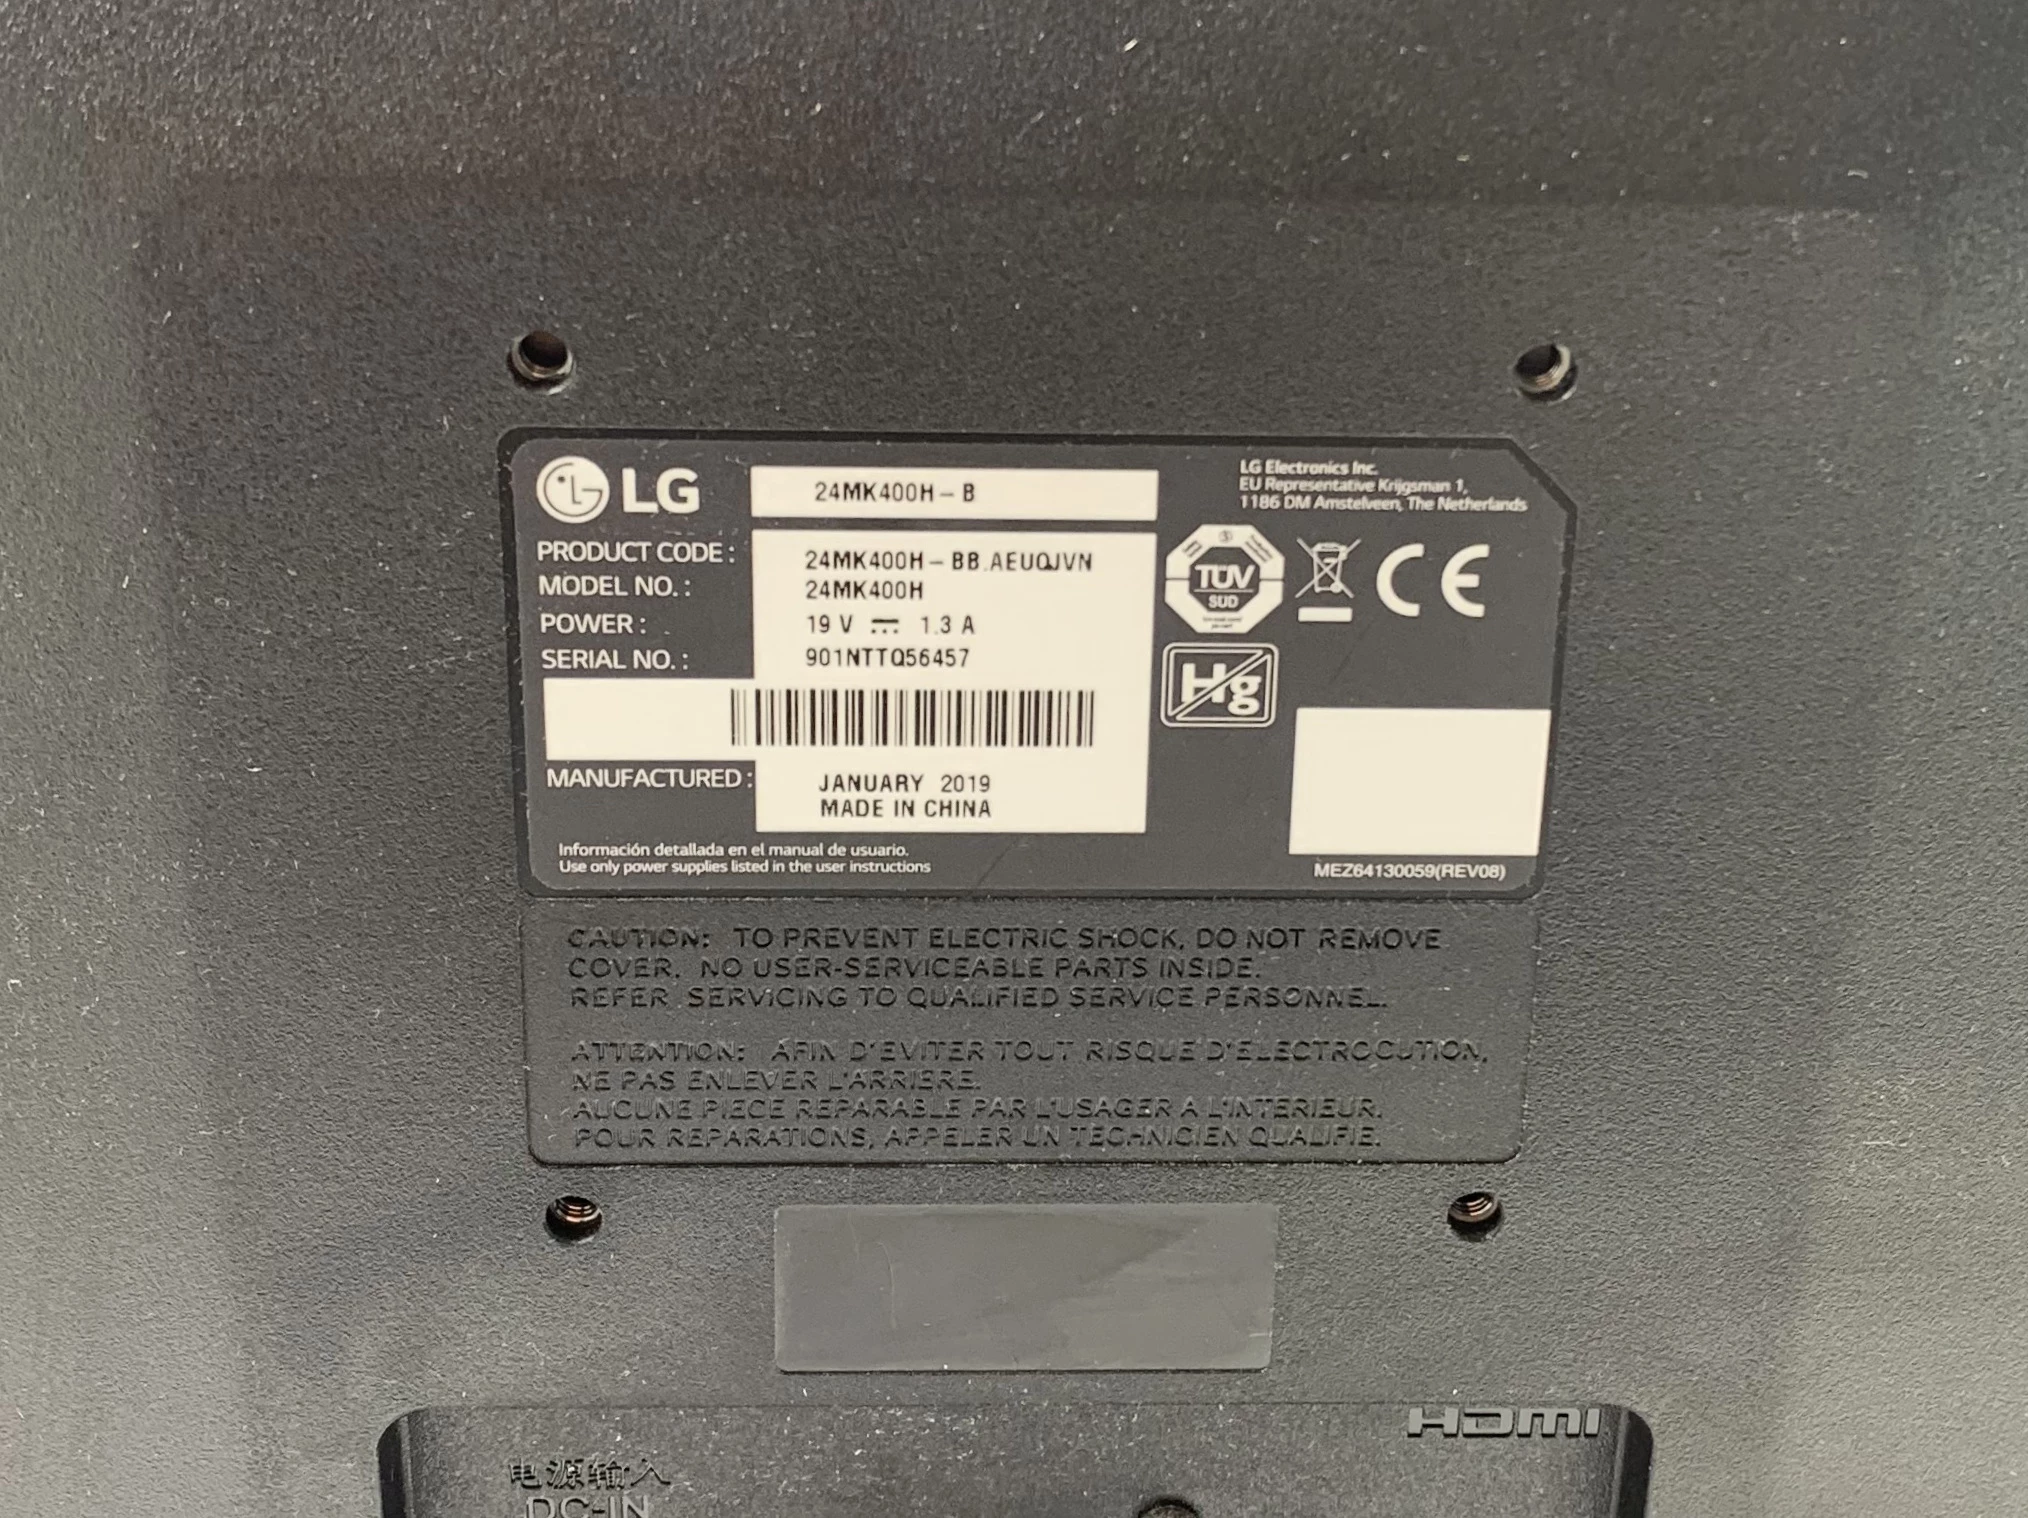 LG
24MK400H-B
LG Electronics Inc.
EU Representative Krijgsman 1,
1186 DM Amstelveen, The Netherlands
PRODUCT CODE: 24MK400H-BB.AEUQJVN
MODEL NO.: 24MK400H
POWER: 19 V 1.3 A
SERIAL NO.: 901NTTQ56457
TÜV
SÜD
CE
Hg
MANUFACTURED: JANUARY 2019
MADE IN CHINA
Información detallada en el manual de usuario.
Use only power supplies listed in the user instructions
MEZ64130059(REV08)
CAUTION: TO PREVENT ELECTRIC SHOCK, DO NOT REMOVE
COVER. NO USER-SERVICEABLE PARTS INSIDE.
REFER SERVICING TO QUALIFIED SERVICE PERSONNEL.
ATTENTION: AFIN D'EVITER TOUT RISQUE D'ELECTROCUTION,
NE PAS ENLEVER L'ARRIERE.
AUCUNE PIECE REPARABLE PAR L'USAGER A L'INTERIEUR.
POUR REPARATIONS, APPELER UN TECHNICIEN QUALIFIE.
HDMI
电源输入
DC-IN